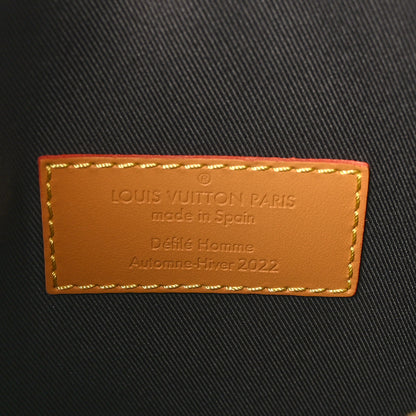 ®
LOUIS VUITTON PARIS
made in Spain
Défilé Homme
Automne-Hiver 2022